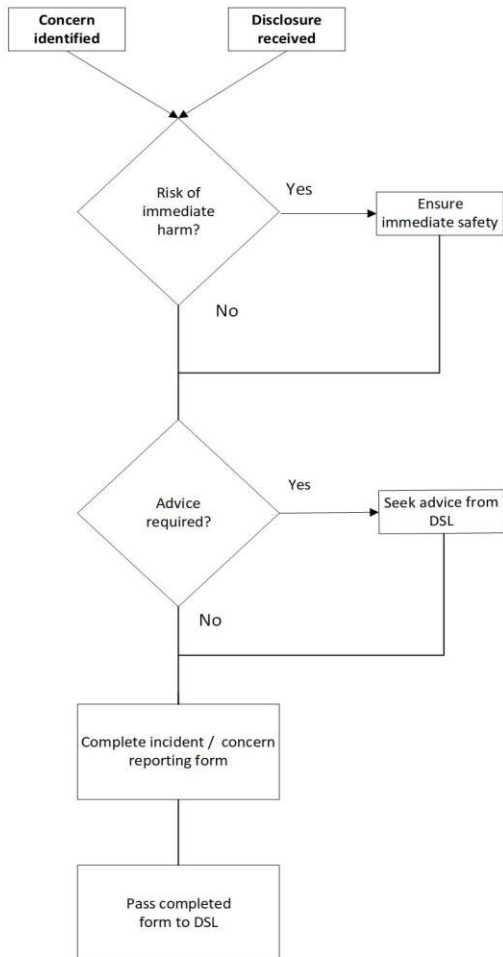 Concern
identified
Disclosure
received
Risk of
immediate
harm?
Yes
Ensure
immediate safety
No
Advice
required?
Yes
Seek advice from
DSL
No
Complete incident / concern
reporting form
Pass completed
form to DSL